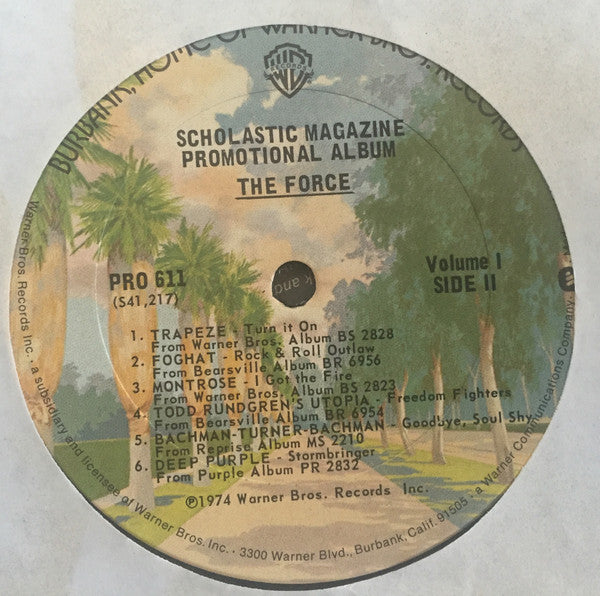 BURBANK, HOME OF WARNER BROS. RECORDS
WB
RECORDS
SCHOLASTIC MAGAZINE
PROMOTIONAL ALBUM
THE FORCE
PRO 611
(S41,217)
Volume I
SIDE II
1. TRAPEZE - Turn it On
From Warner Bros. Album BS 2828
2. FOGHAT - Rock & Roll Outlaw
From Bearsville Album BR 6956
3. MONTROSE - I Got the Fire
From Warner Bros. Album BS 2823
4. TODD RUNDGREN'S UTOPIA - Freedom Fighters
From Bearsville Album BR 6954
5. BACHMAN-TURNER-BACHMAN - Goodbye, Soul Shy
From Reprise Album MS 2210
6. DEEP PURPLE - Stormbringer
From Purple Album PR 2832
℗1974 Warner Bros. Records Inc.
Warner Bros. Records Inc. · a subsidiary and licensee of Warner Bros. Inc. · 3300 Warner Blvd., Burbank, Calif. 91505 · a Warner Communications Company ·